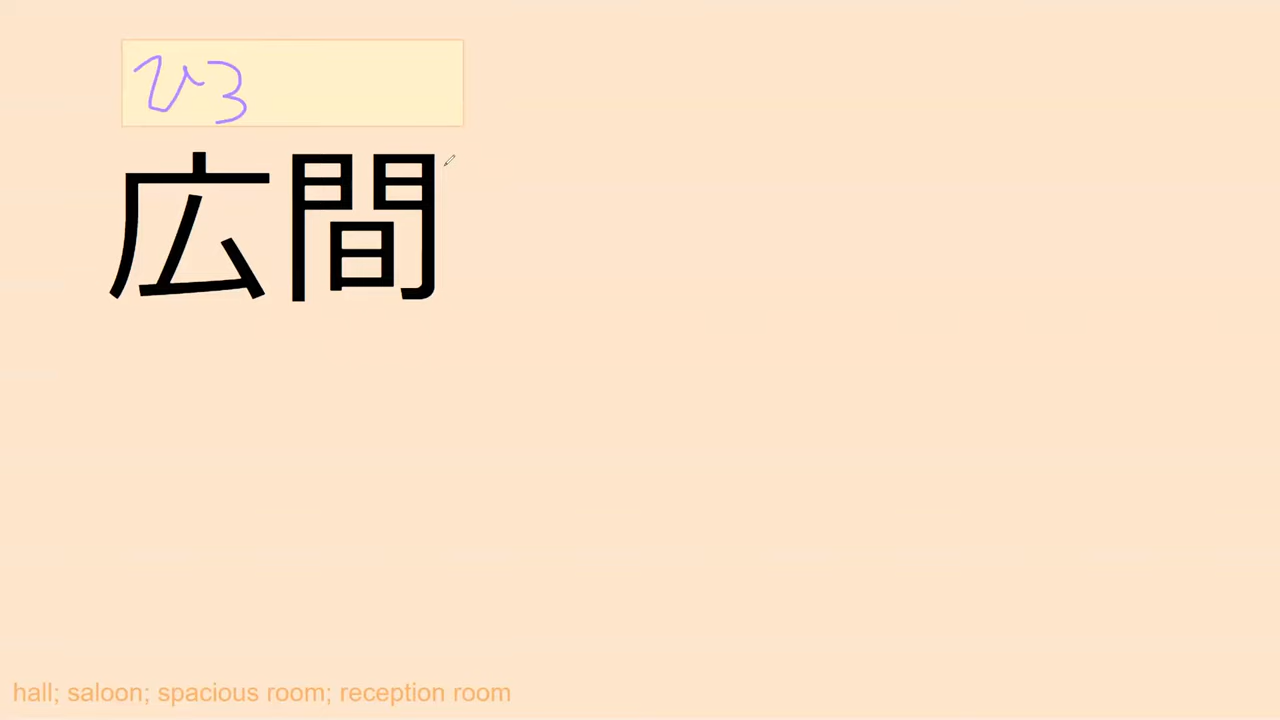 ひろ
広間
hall; saloon; spacious room; reception room